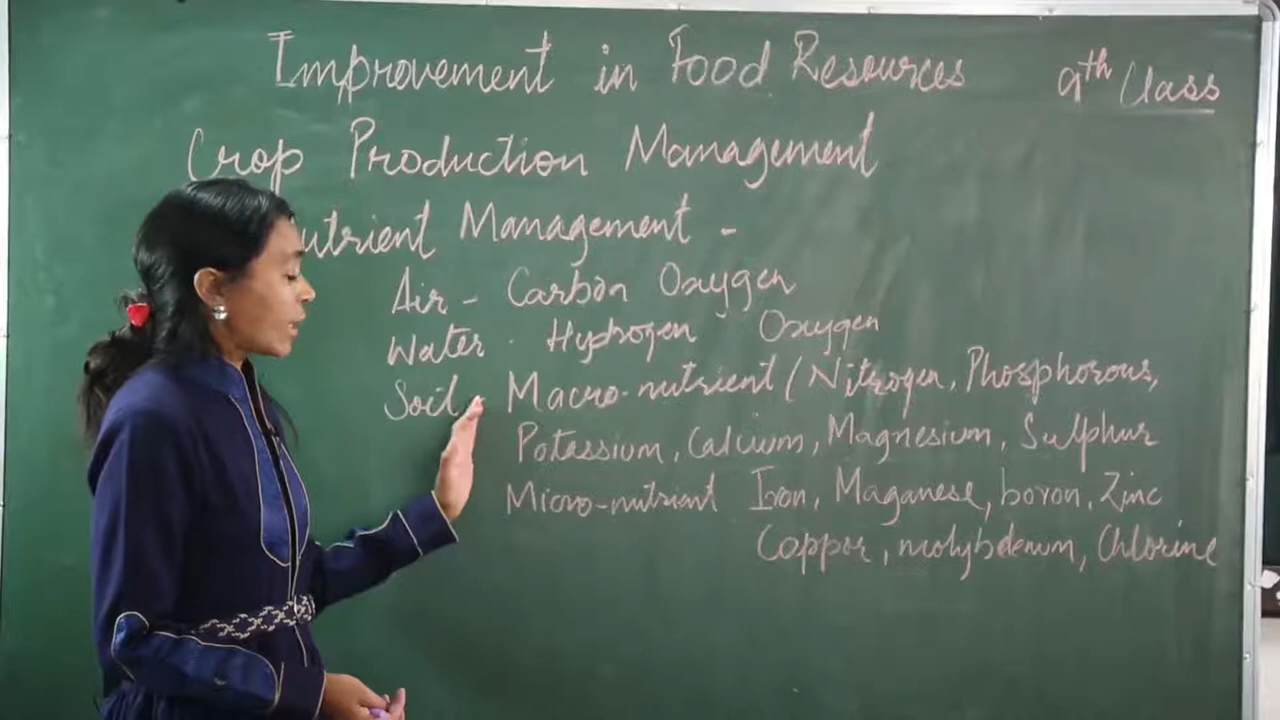 Improvement in Food Resources 9th Class
Crop Production Management
utrient Management -
Air - Carbon Oxygen
Water - Hydrogen Oxygen
Soil - Macro-nutrient (Nitrogen, Phosphorous,
Potassium, Calcium, Magnesium, Sulphur
Micro-nutrient Iron, Maganese, boron, Zinc
Coppor, molybdenum, Chlorine